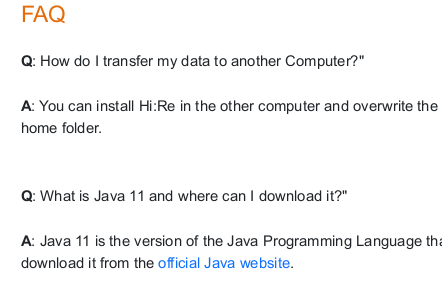 FAQ
Q: How do I transfer my data to another Computer?"
A: You can install Hi:Re in the other computer and overwrite the
home folder.
Q: What is Java 11 and where can I download it?"
A: Java 11 is the version of the Java Programming Language
download it from the official Java website.